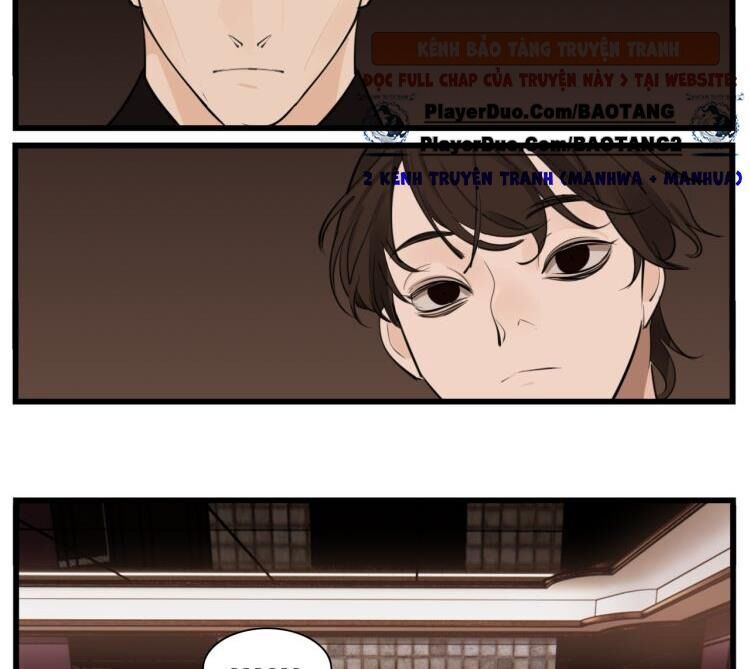 KÊNH BẢO TÀNG TRUYỆN TRANH
ĐỌC FULL CHAP CỦA TRUYỆN NÀY > TẠI WEBSITE:
PlayerDuo.Com/BAOTANG
PlayerDuo.Com/BAOTANG2
2 KÊNH TRUYỆN TRANH (MANHWA + MANHUA)